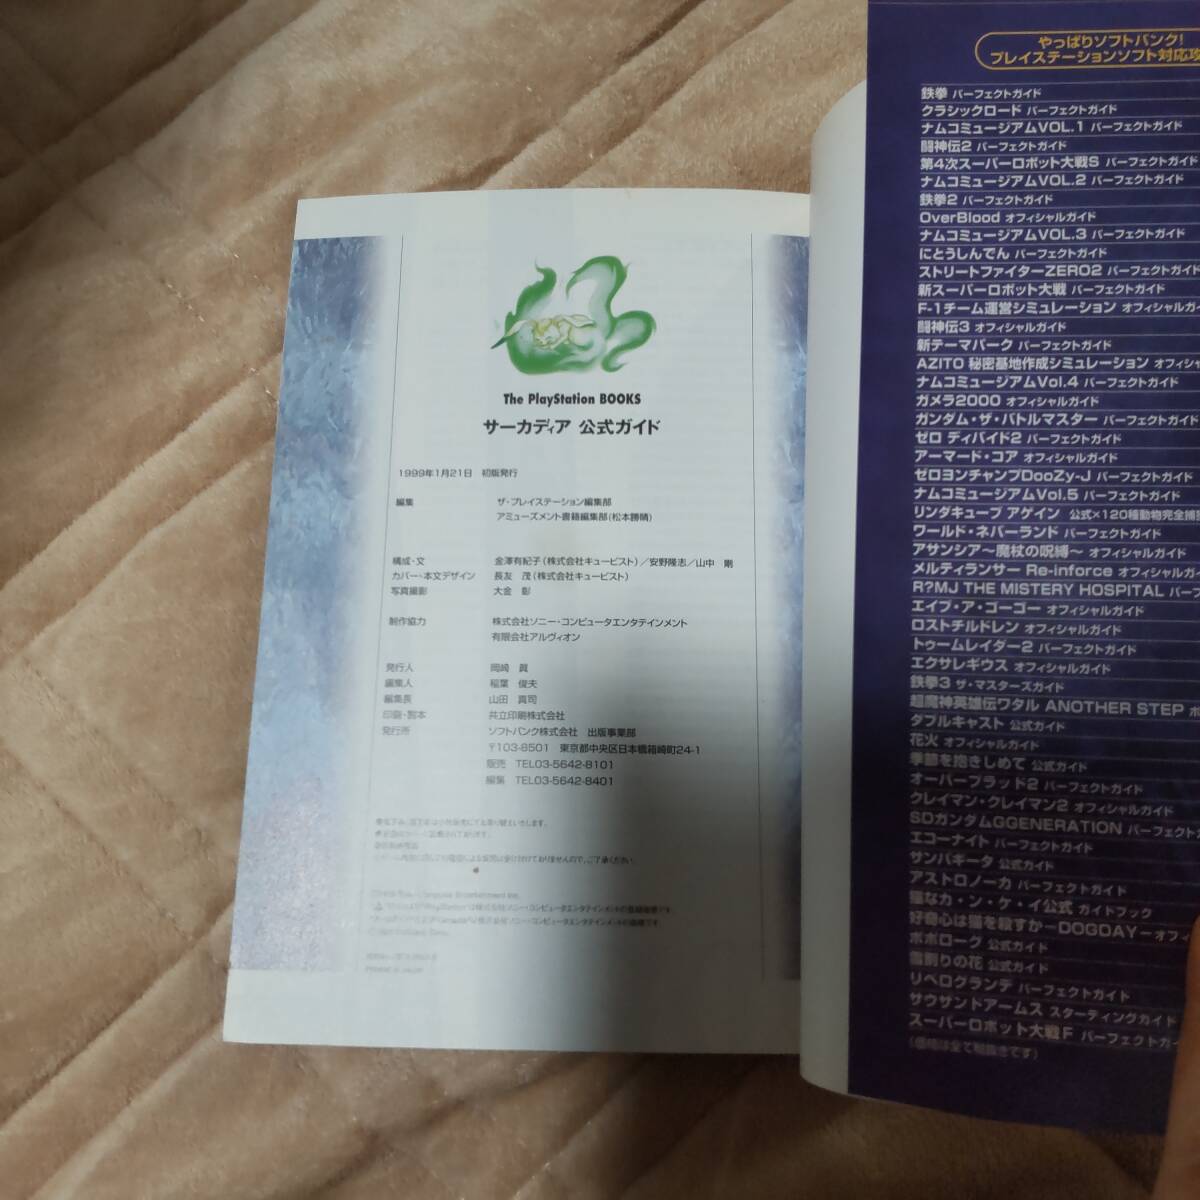 The PlayStation BOOKS
サーカディア 公式ガイド
1999年1月21日 初版発行
編集 ザ・プレイステーション編集部
アミューズメント書籍編集部(松本勝晴)
構成・文 金澤有紀子(株式会社キュービスト)/安野隆志/山中 剛
カバー・本文デザイン 長友 茂(株式会社キュービスト)
写真撮影 大金 彰
制作協力 株式会社ソニー・コンピュータエンタテインメント
有限会社アルヴィオン
発行人 岡崎 眞
編集人 稲葉 俊夫
編集長 山田 真司
印刷・製本 共立印刷株式会社
発行所 ソフトバンク株式会社 出版事業部
〒103-8501 東京都中央区日本橋箱崎町24-1
販売 TEL03-5642-8101
編集 TEL03-5642-8401
やっぱりソフトバンク!
プレイステーションソフト対応攻
鉄拳 パーフェクトガイド
クラシックロード パーフェクトガイド
ナムコミュージアムVOL.1 パーフェクトガイド
闘神伝2 パーフェクトガイド
第4次スーパーロボット大戦S パーフェクトガイド
ナムコミュージアムVOL.2 パーフェクトガイド
鉄拳2 パーフェクトガイド
OverBlood オフィシャルガイド
ナムコミュージアムVOL.3 パーフェクトガイド
にとうしんでん パーフェクトガイド
ストリートファイターZERO2 パーフェクトガイド
新スーパーロボット大戦 パーフェクトガイド
F-1チーム運営シミュレーション オフィシャルガイ
闘神伝3 オフィシャルガイド
新テーマパーク パーフェクトガイド
AZITO 秘密基地作成シミュレーション オフィシャ
ナムコミュージアムVol.4 パーフェクトガイド
ガメラ2000 オフィシャルガイド
ガンダム・ザ・バトルマスター パーフェクトガイド
ゼロ ディバイド2 パーフェクトガイド
アーマード・コア オフィシャルガイド
ゼロヨンチャンプDooZy-J パーフェクトガイド
ナムコミュージアムVol.5 パーフェクトガイド
リンダキューブ アゲイン 公式×120種動物完全捕
ワールド・ネバーランド パーフェクトガイド
アサンシア〜魔杖の呪縛〜 オフィシャルガイド
メルティランサー Re-inforce オフィシャルガイ
R?MJ THE MISTERY HOSPITAL パーフ
エイブ・ア・ゴーゴー オフィシャルガイド
ロストチルドレン オフィシャルガイド
トゥームレイダー2 パーフェクトガイド
エクサレギウス オフィシャルガイド
鉄拳3 ザ・マスターズガイド
超魔神英雄伝ワタル ANOTHER STEP
ダブルキャスト 公式ガイド
花火 オフィシャルガイド
季節を抱きしめて 公式ガイド
オーバーブラッド2 パーフェクトガイド
クレイマン・クレイマン2 オフィシャルガイド
SDガンダムGGENERATION パーフェクト
エコーナイト パーフェクトガイド
サンパギータ 公式ガイド
アストロノーカ パーフェクトガイド
猫なカ・ン・ケ・イ公式 ガイドブック
好奇心は猫を殺すか−DOGDAY−オフィ
ポポローグ 公式ガイド
雪割りの花 公式ガイド
リベログランデ パーフェクトガイド
サウザンドアームズ スターティングガイド
スーパーロボット大戦F パーフェクトガイ
(価格は全て税抜きです)